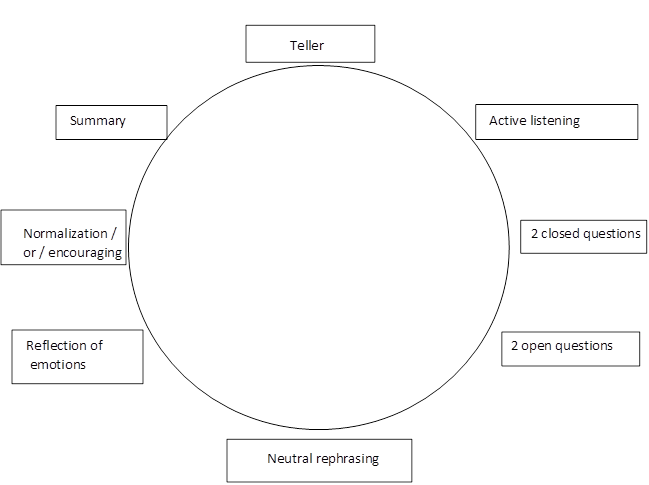 Teller
Summary
Active listening
Normalization /
or / encouraging
2 closed questions
Reflection of
emotions
2 open questions
Neutral rephrasing